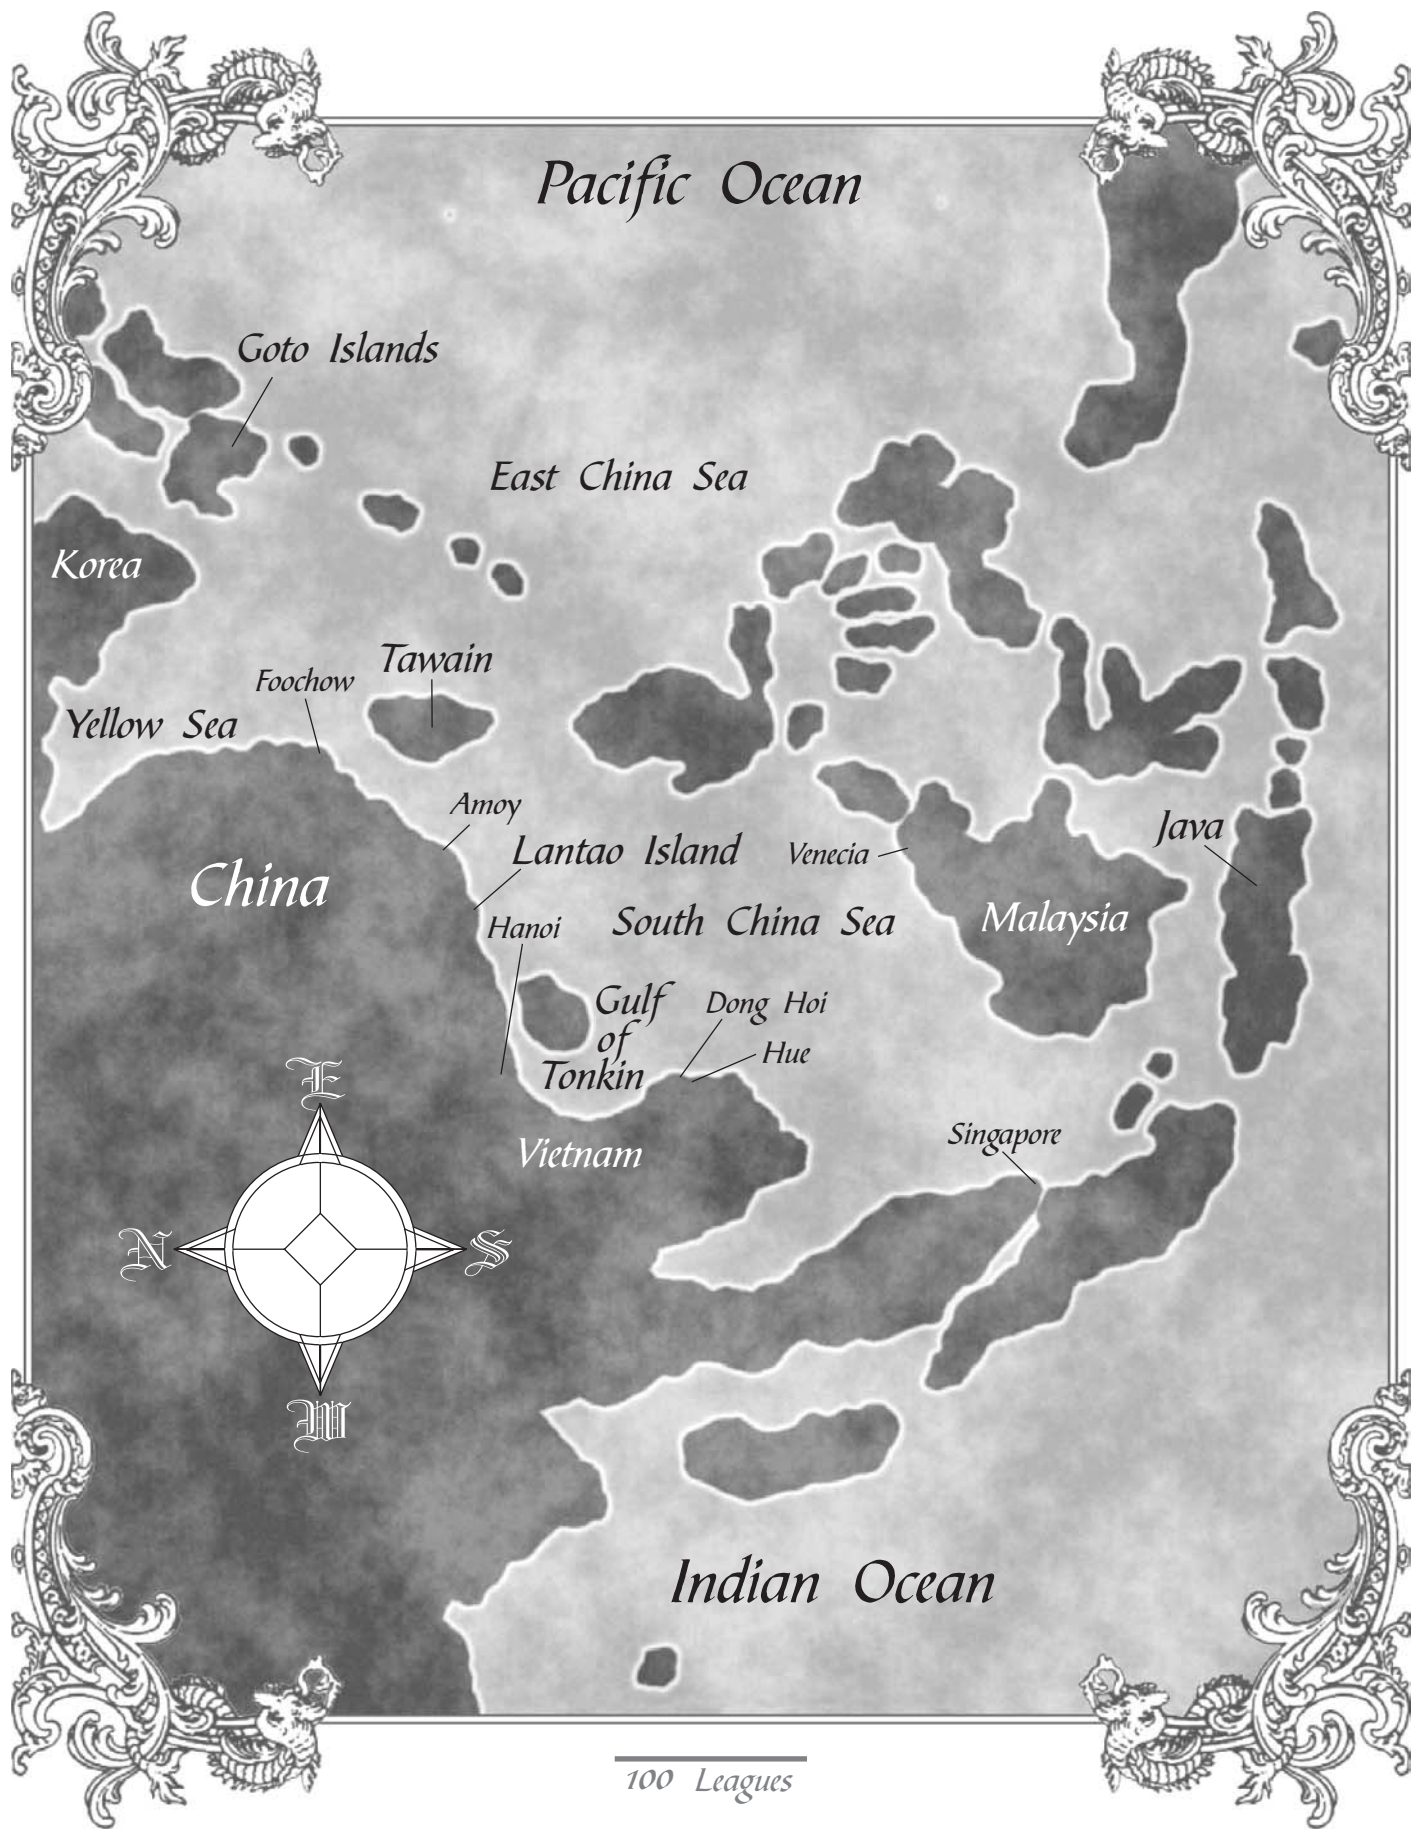 Pacific Ocean
Goto Islands
East China Sea
Korea
Tawain
Foochow
Yellow Sea
Amoy
Lantao Island
Venecia
Java
China
Hanoi
South China Sea
Malaysia
Gulf
of
Tonkin
Dong Hoi
Hue
E
Vietnam
Singapore
N
S
W
Indian Ocean
100 Leagues